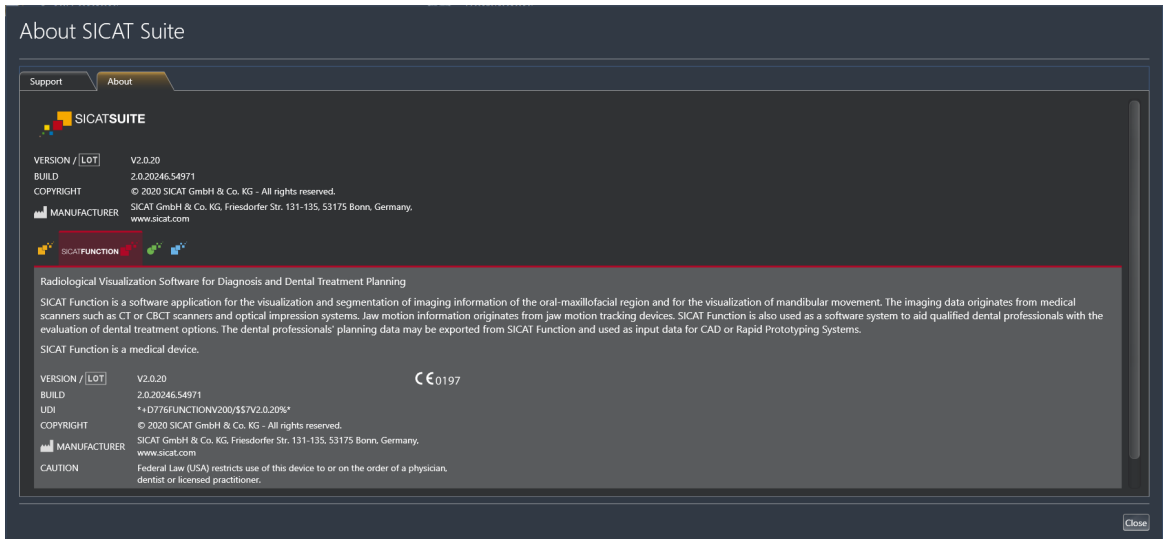 About SICAT Suite
Support
About
SICATSUITE
VERSION / LOT V2.0.20
BUILD 2.0.20246.54971
COPYRIGHT © 2020 SICAT GmbH & Co. KG - All rights reserved.
MANUFACTURER SICAT GmbH & Co. KG, Friesdorfer Str. 131-135, 53175 Bonn, Germany,
www.sicat.com
SICATFUNCTION
Radiological Visualization Software for Diagnosis and Dental Treatment Planning
SICAT Function is a software application for the visualization and segmentation of imaging information of the oral-maxillofacial region and for the visualization of mandibular movement. The imaging data originates from medical
scanners such as CT or CBCT scanners and optical impression systems. Jaw motion information originates from jaw motion tracking devices. SICAT Function is also used as a software system to aid qualified dental professionals with the
evaluation of dental treatment options. The dental professionals' planning data may be exported from SICAT Function and used as input data for CAD or Rapid Prototyping Systems.
SICAT Function is a medical device.
VERSION / LOT V2.0.20 CE0197
BUILD 2.0.20246.54971
UDI *+D776FUNCTIONV200/$$7V2.0.20%*
COPYRIGHT © 2020 SICAT GmbH & Co. KG - All rights reserved.
MANUFACTURER SICAT GmbH & Co. KG, Friesdorfer Str. 131-135, 53175 Bonn, Germany,
www.sicat.com
CAUTION Federal Law (USA) restricts use of this device to or on the order of a physician,
dentist or licensed practitioner.
Close